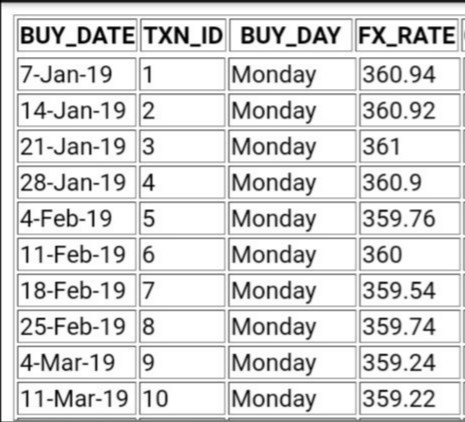 BUY_DATE TXN_ID BUY_DAY FX_RATE
7-Jan-19 1 Monday 360.94
14-Jan-19 2 Monday 360.92
21-Jan-19 3 Monday 361
28-Jan-19 4 Monday 360.9
4-Feb-19 5 Monday 359.76
11-Feb-19 6 Monday 360
18-Feb-19 7 Monday 359.54
25-Feb-19 8 Monday 359.74
4-Mar-19 9 Monday 359.24
11-Mar-19 10 Monday 359.22